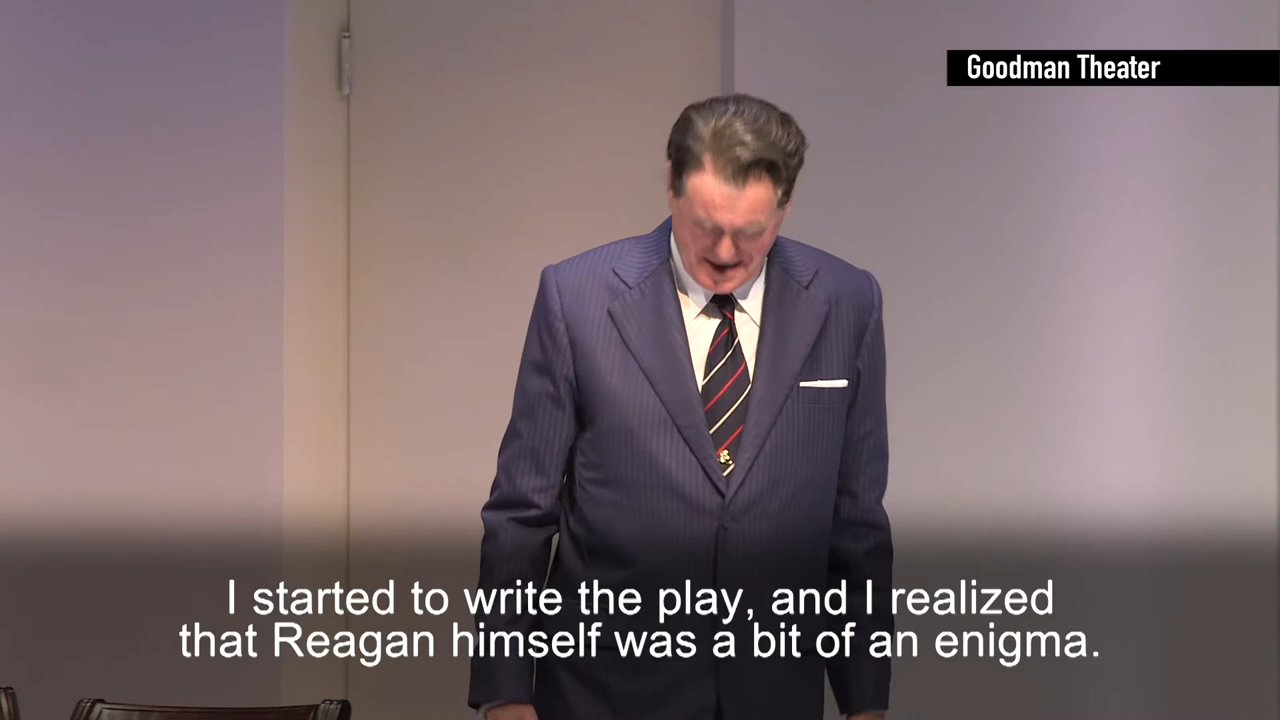 Goodman Theater
I started to write the play, and I realized
that Reagan himself was a bit of an enigma.